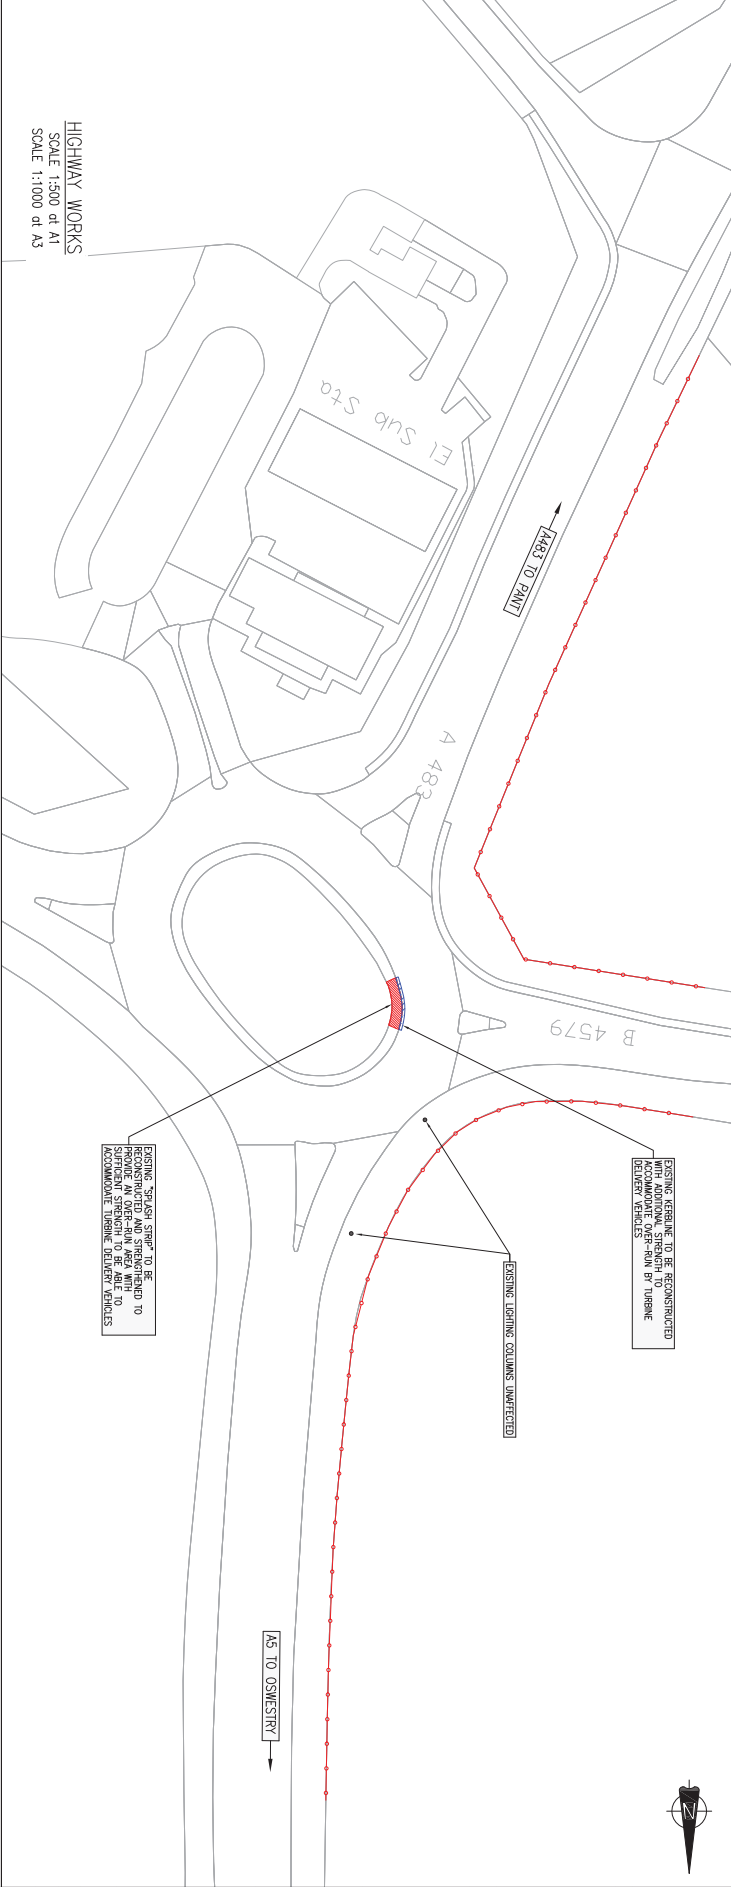 HIGHWAY WORKS
SCALE 1:500 at A1
SCALE 1:1000 at A3
El Sub Sta
A483 TO PANT
A 483
B 4579
EXISTING KERBLINE TO BE RECONSTRUCTED
WITH ADDITIONAL STRENGTH TO
ACCOMMODATE OVER-RUN BY TURBINE
DELIVERY VEHICLES
EXISTING LIGHTING COLUMNS UNAFFECTED
EXISTING "SPLASH STRIP" TO BE
RECONSTRUCTED AND STRENGTHENED TO
PROVIDE AN OVER-RUN AREA WITH
SUFFICIENT STRENGTH TO BE ABLE TO
ACCOMMODATE TURBINE DELIVERY VEHICLES
A5 TO OSWESTRY
N